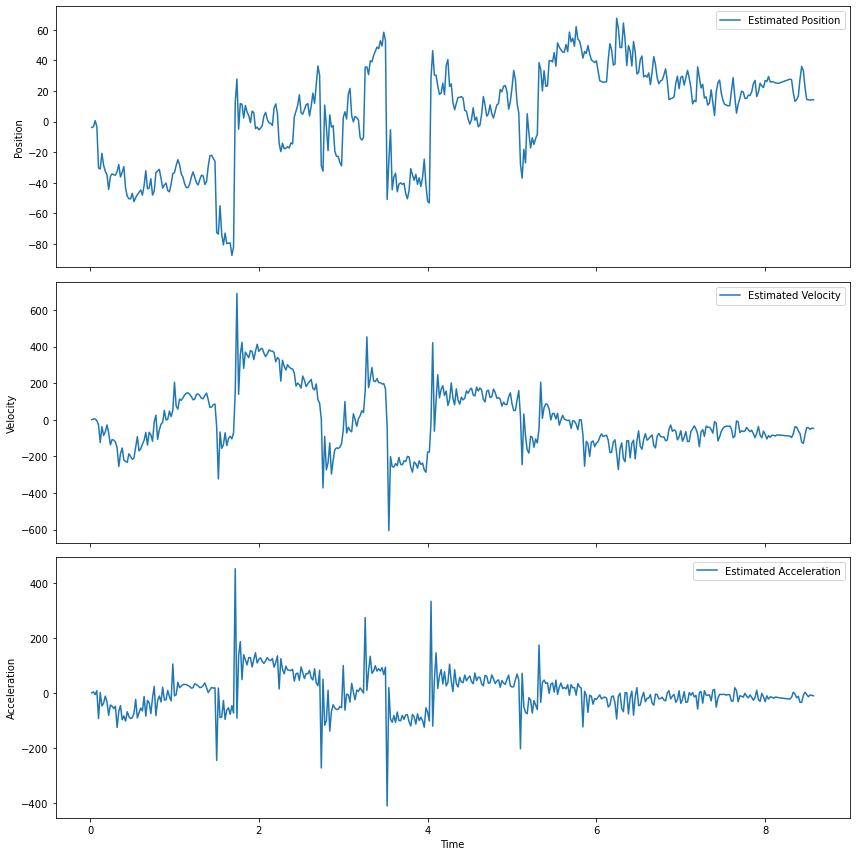 Estimated Position
Position
60
40
20
0
−20
−40
−60
−80
Estimated Velocity
Velocity
600
400
200
0
−200
−400
−600
Estimated Acceleration
Acceleration
400
200
0
−200
−400
0 2 4 6 8
Time